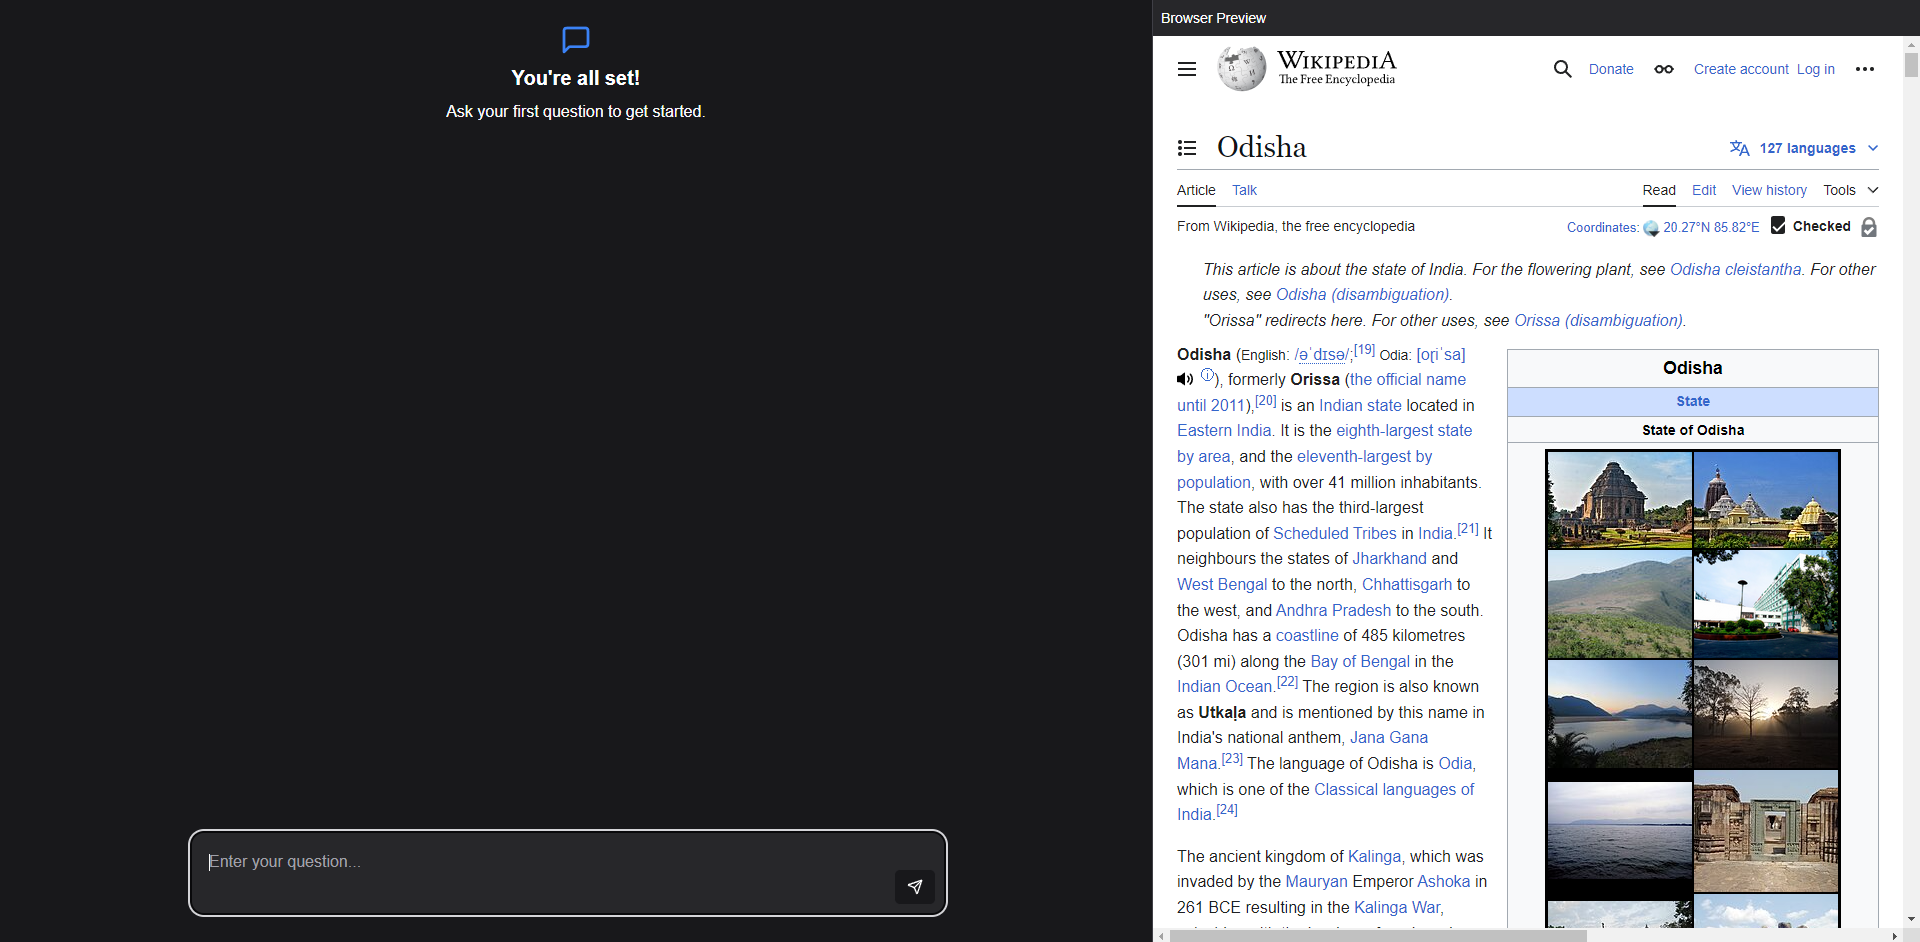 You're all set!
Ask your first question to get started.
Enter your question...
Browser Preview
WIKIPEDIA
The Free Encyclopedia
Donate
Create account Log in
Odisha
127 languages
Article Talk
Read Edit View history Tools
From Wikipedia, the free encyclopedia
Coordinates: 20.27°N 85.82°E Checked
This article is about the state of India. For the flowering plant, see Odisha cleistantha. For other
uses, see Odisha (disambiguation).
"Orissa" redirects here. For other uses, see Orissa (disambiguation).
Odisha (English: /əˈdɪsə/;[19] Odia: [oɽiˈsa]
ⓘ), formerly Orissa (the official name
until 2011),[20] is an Indian state located in
Eastern India. It is the eighth-largest state
by area, and the eleventh-largest by
population, with over 41 million inhabitants.
The state also has the third-largest
population of Scheduled Tribes in India.[21] It
neighbours the states of Jharkhand and
West Bengal to the north, Chhattisgarh to
the west, and Andhra Pradesh to the south.
Odisha has a coastline of 485 kilometres
(301 mi) along the Bay of Bengal in the
Indian Ocean.[22] The region is also known
as Utkaḷa and is mentioned by this name in
India's national anthem, Jana Gana
Mana.[23] The language of Odisha is Odia,
which is one of the Classical languages of
India.[24]
The ancient kingdom of Kalinga, which was
invaded by the Mauryan Emperor Ashoka in
261 BCE resulting in the Kalinga War,
Odisha
State
State of Odisha